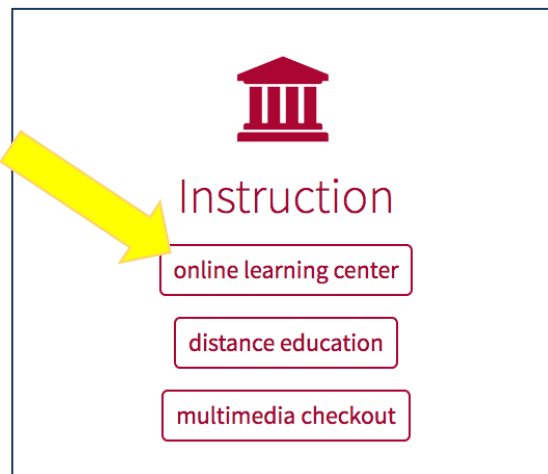 Instruction
online learning center
distance education
multimedia checkout